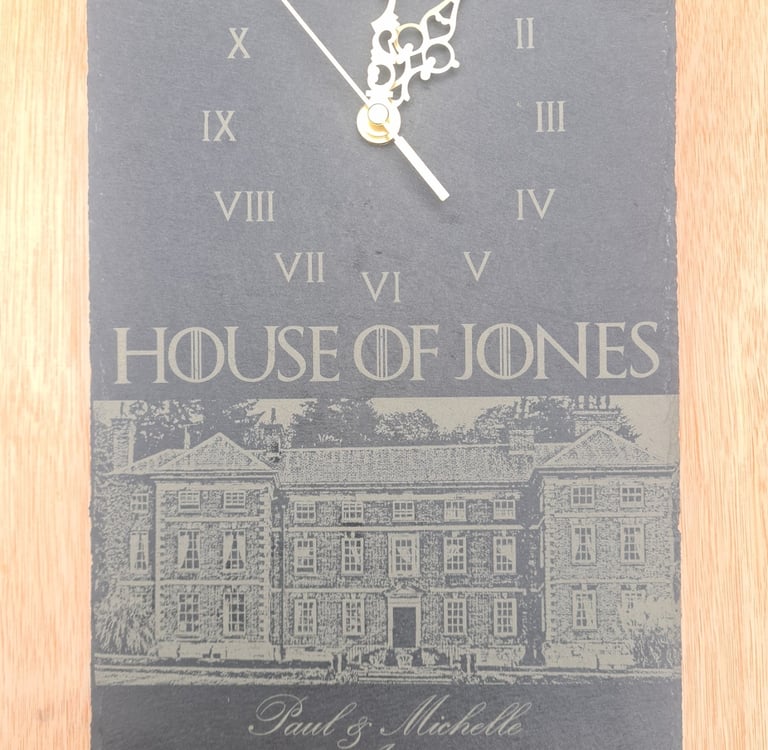 X II
IX III
VIII IV
VII V
VI
HOUSE OF JONES
Paul & Michelle